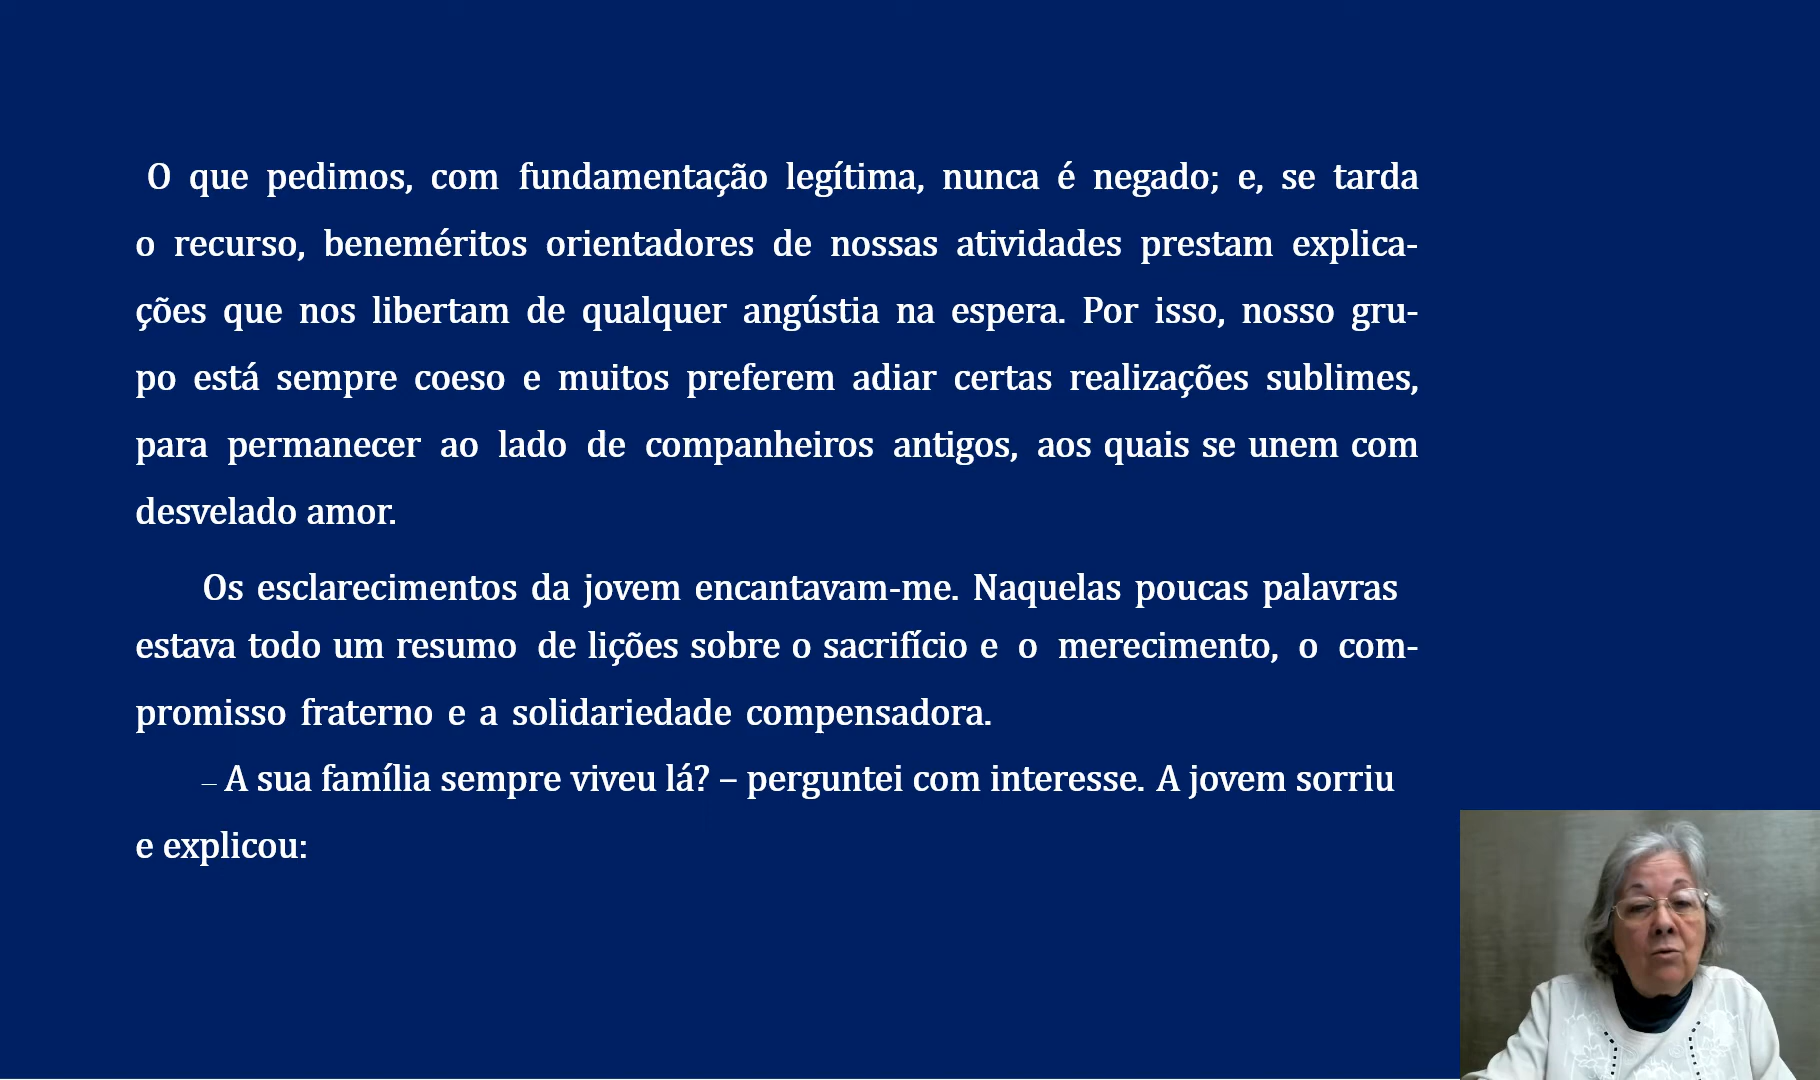 O que pedimos, com fundamentação legítima, nunca é negado; e, se tarda
o recurso, beneméritos orientadores de nossas atividades prestam explica-
ções que nos libertam de qualquer angústia na espera. Por isso, nosso gru-
po está sempre coeso e muitos preferem adiar certas realizações sublimes,
para permanecer ao lado de companheiros antigos, aos quais se unem com
desvelado amor.
Os esclarecimentos da jovem encantavam-me. Naquelas poucas palavras
estava todo um resumo de lições sobre o sacrifício e o merecimento, o com-
promisso fraterno e a solidariedade compensadora.
– A sua família sempre viveu lá? – perguntei com interesse. A jovem sorriu
e explicou: